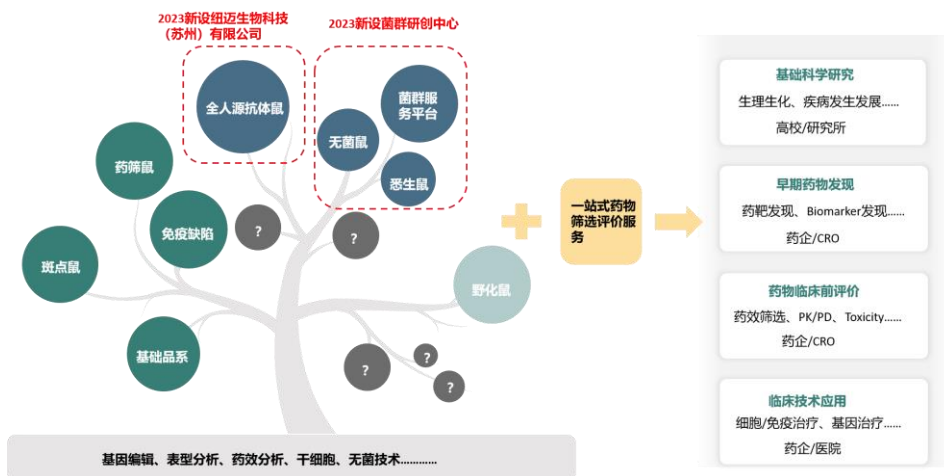 2023新设纽迈生物科技
（苏州）有限公司
2023新设菌群研创中心
全人源抗体鼠
菌群服
务平台
无菌鼠
悉生鼠
药筛鼠
免疫缺陷
?
?
斑点鼠
野化鼠
基础品系
?
?
?
基因编辑、表型分析、药效分析、干细胞、无菌技术…………
一站式药物
筛选评价服
务
基础科学研究
生理生化、疾病发生发展……
高校/研究所
早期药物发现
药靶发现、Biomarker发现……
药企/CRO
药物临床前评价
药效筛选、PK/PD、Toxicity……
药企/CRO
临床技术应用
细胞/免疫治疗、基因治疗……
药企/医院